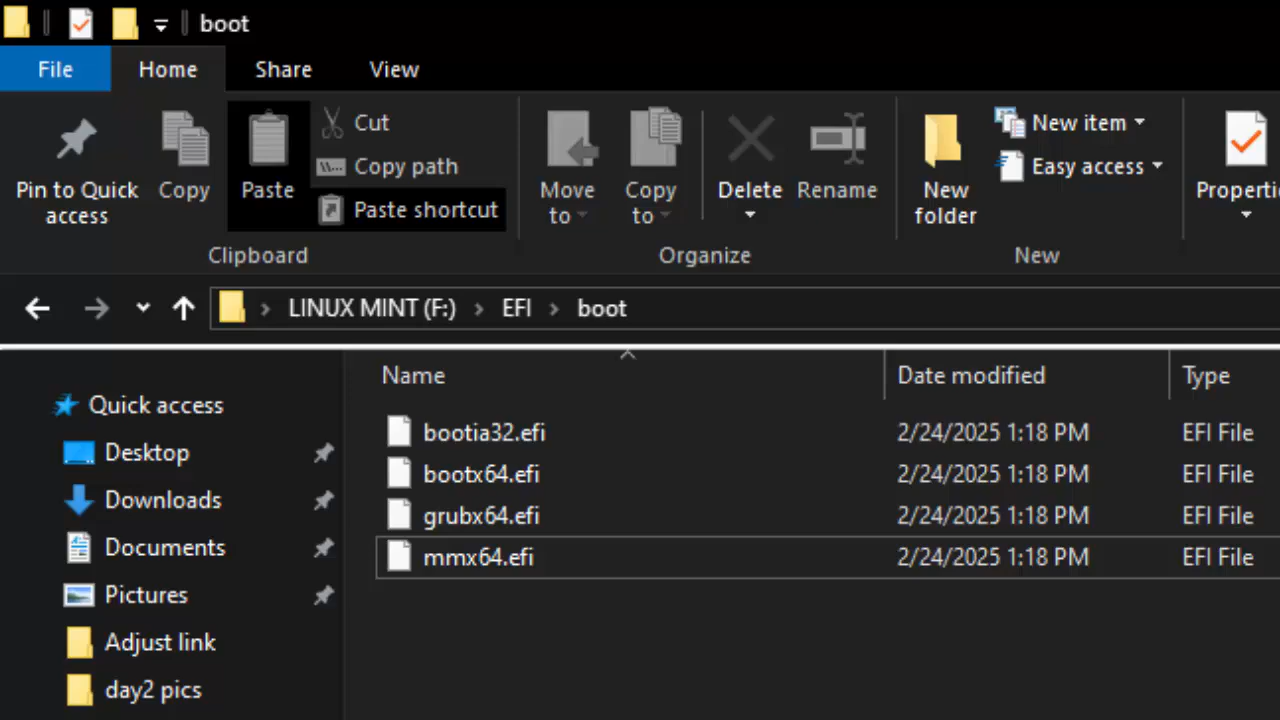 boot
File Home Share View
Pin to Quick access
Copy
Paste
Cut
Copy path
Paste shortcut
Clipboard
Move to
Copy to
Delete
Rename
Organize
New folder
New item
Easy access
New
Properti
LINUX MINT (F:) > EFI > boot
Name Date modified Type
Quick access
Desktop
Downloads
Documents
Pictures
Adjust link
day2 pics
bootia32.efi 2/24/2025 1:18 PM EFI File
bootx64.efi 2/24/2025 1:18 PM EFI File
grubx64.efi 2/24/2025 1:18 PM EFI File
mmx64.efi 2/24/2025 1:18 PM EFI File